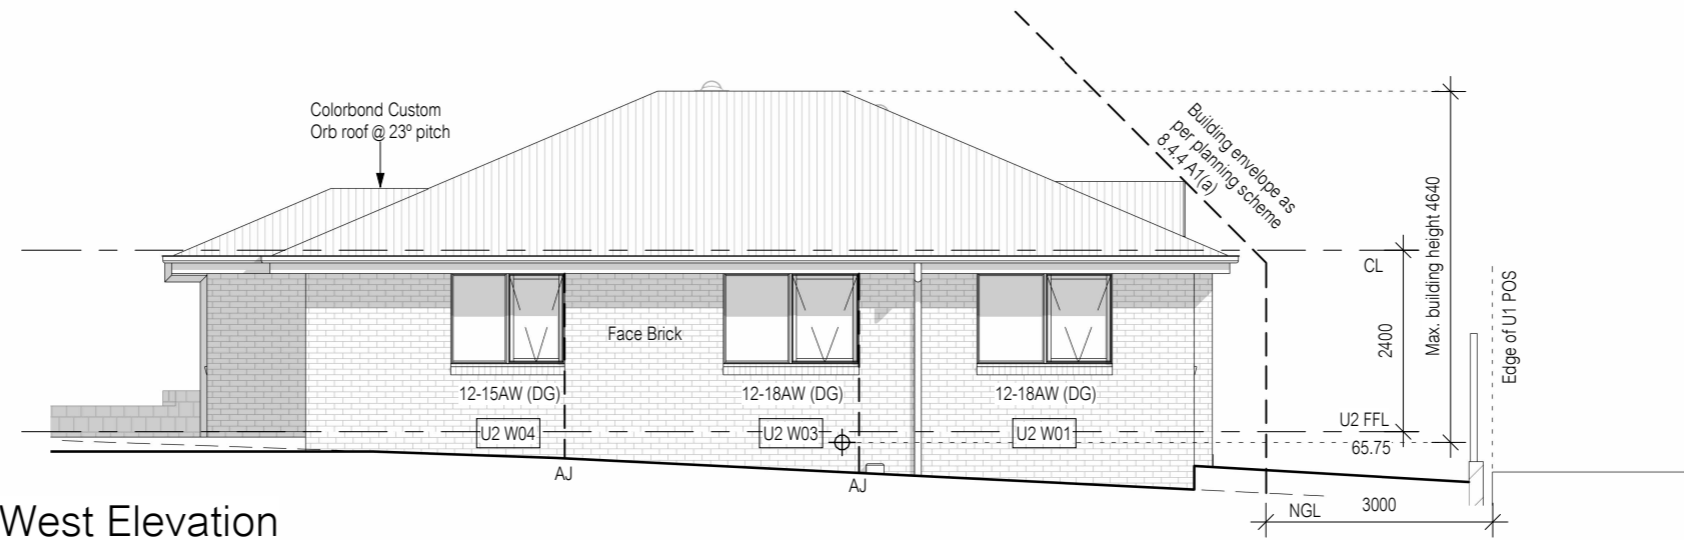 Colorbond Custom
Orb roof @ 23º pitch
Building envelope as
per planning scheme
8.4.4 A1(a)
Max. building height 4640
CL
2400
Edge of U1 POS
Face Brick
12-15AW (DG)
12-18AW (DG)
12-18AW (DG)
U2 W04
U2 W03
U2 W01
U2 FFL
65.75
AJ
AJ
NGL
3000
West Elevation